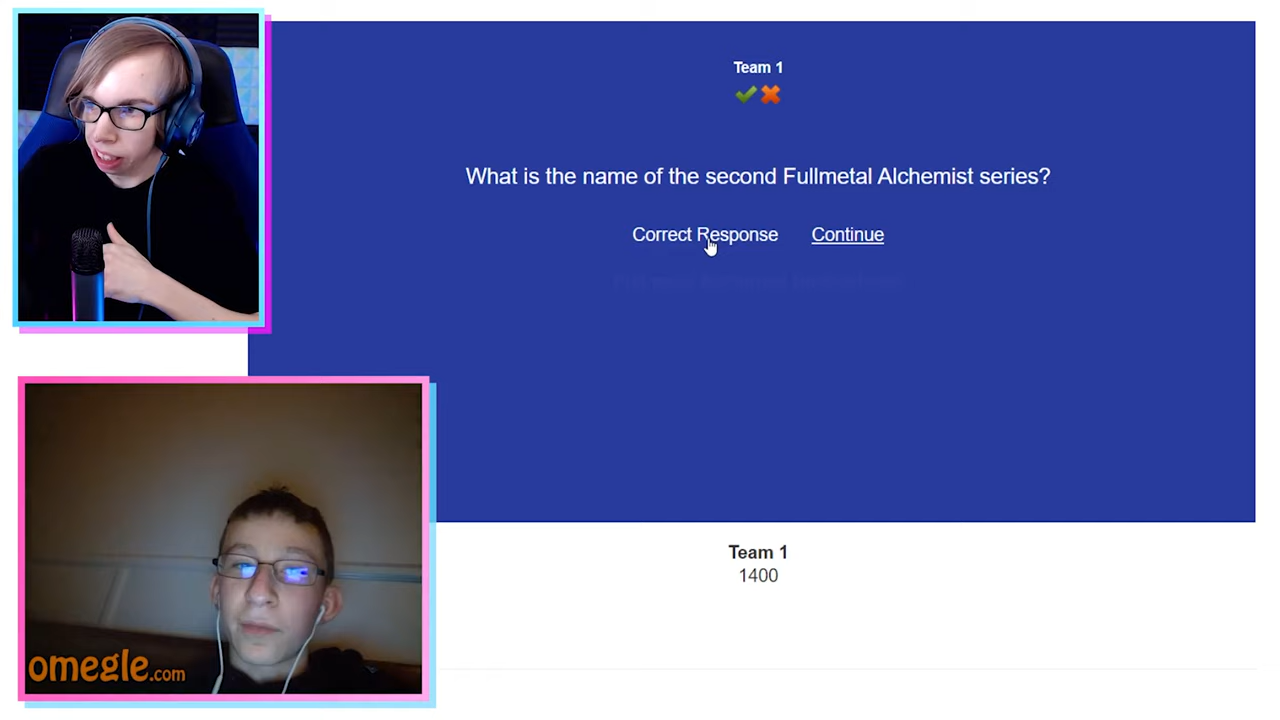 Team 1
What is the name of the second Fullmetal Alchemist series?
Correct Response Continue
omegle.com
Team 1
1400